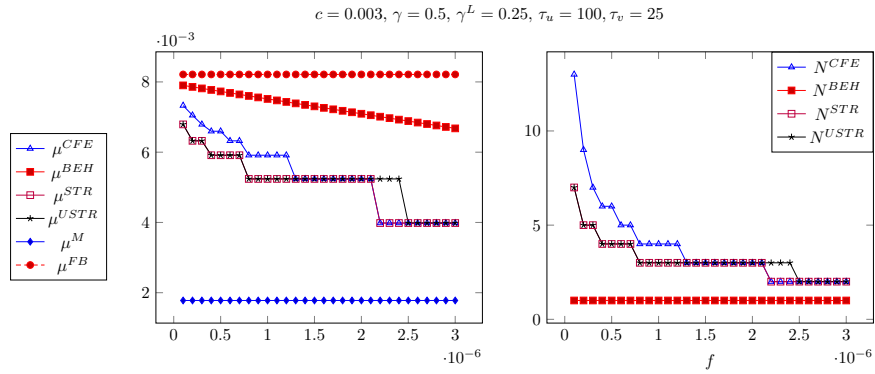 c = 0.003, γ = 0.5, γ^L = 0.25, τ_u = 100, τ_v = 25
·10^−3
8
6
4
2
0
0.5
1
1.5
2
2.5
3
·10^−6
μ^CFE
μ^BEH
μ^STR
μ^USTR
μ^M
μ^FB
10
5
0
0
0.5
1
1.5
2
2.5
3
·10^−6
f
N^CFE
N^BEH
N^STR
N^USTR